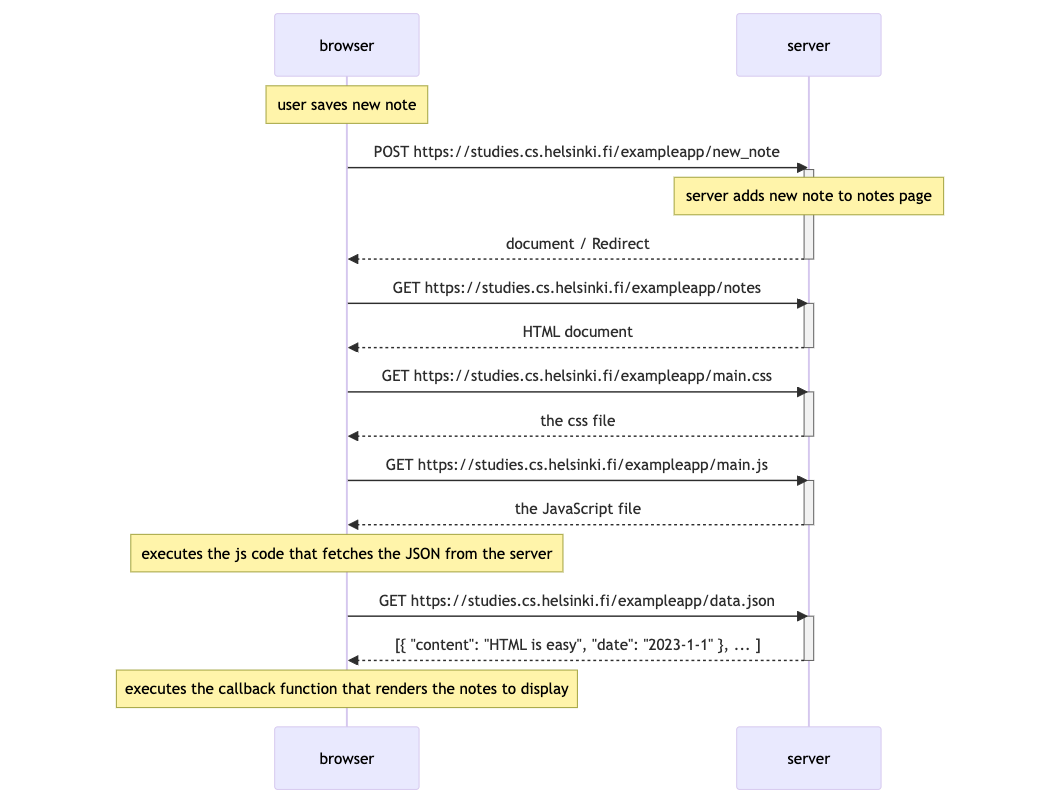 browser
server
user saves new note
POST https://studies.cs.helsinki.fi/exampleapp/new_note
server adds new note to notes page
document / Redirect
GET https://studies.cs.helsinki.fi/exampleapp/notes
HTML document
GET https://studies.cs.helsinki.fi/exampleapp/main.css
the css file
GET https://studies.cs.helsinki.fi/exampleapp/main.js
the JavaScript file
executes the js code that fetches the JSON from the server
GET https://studies.cs.helsinki.fi/exampleapp/data.json
[{ "content": "HTML is easy", "date": "2023-1-1" }, ... ]
executes the callback function that renders the notes to display
browser
server